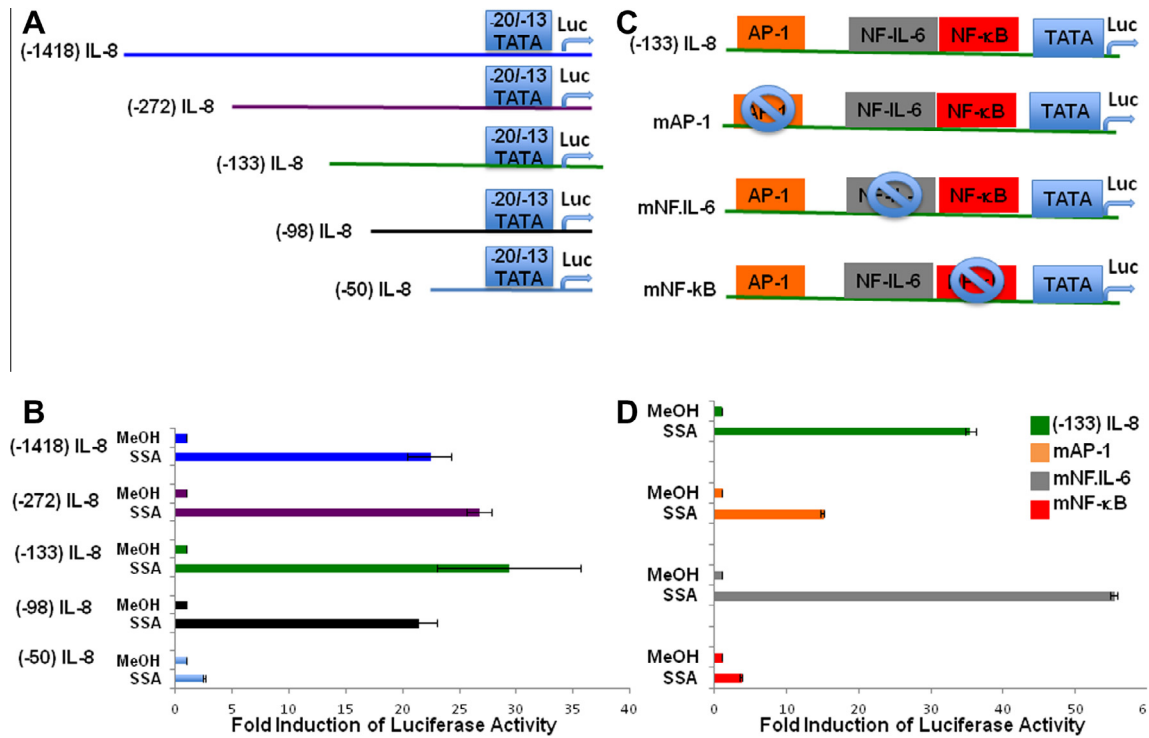 A
-20/-13
TATA
Luc
(-1418) IL-8
-20/-13
TATA
Luc
(-272) IL-8
-20/-13
TATA
Luc
(-133) IL-8
-20/-13
TATA
Luc
(-98) IL-8
-20/-13
TATA
Luc
(-50) IL-8
C
(-133) IL-8
AP-1
NF-IL-6
NF-κB
TATA
Luc
mAP-1
NF-IL-6
NF-κB
TATA
Luc
mNF.IL-6
AP-1
NF-κB
TATA
Luc
mNF-kB
AP-1
NF-IL-6
TATA
Luc
B
(-1418) IL-8
MeOH
SSA
(-272) IL-8
MeOH
SSA
(-133) IL-8
MeOH
SSA
(-98) IL-8
MeOH
SSA
(-50) IL-8
MeOH
SSA
0 5 10 15 20 25 30 35 40
Fold Induction of Luciferase Activity
D
MeOH
SSA
MeOH
SSA
MeOH
SSA
MeOH
SSA
(-133) IL-8
mAP-1
mNF.IL-6
mNF-κB
0 10 20 30 40 50 6
Fold Induction of Luciferase Activity